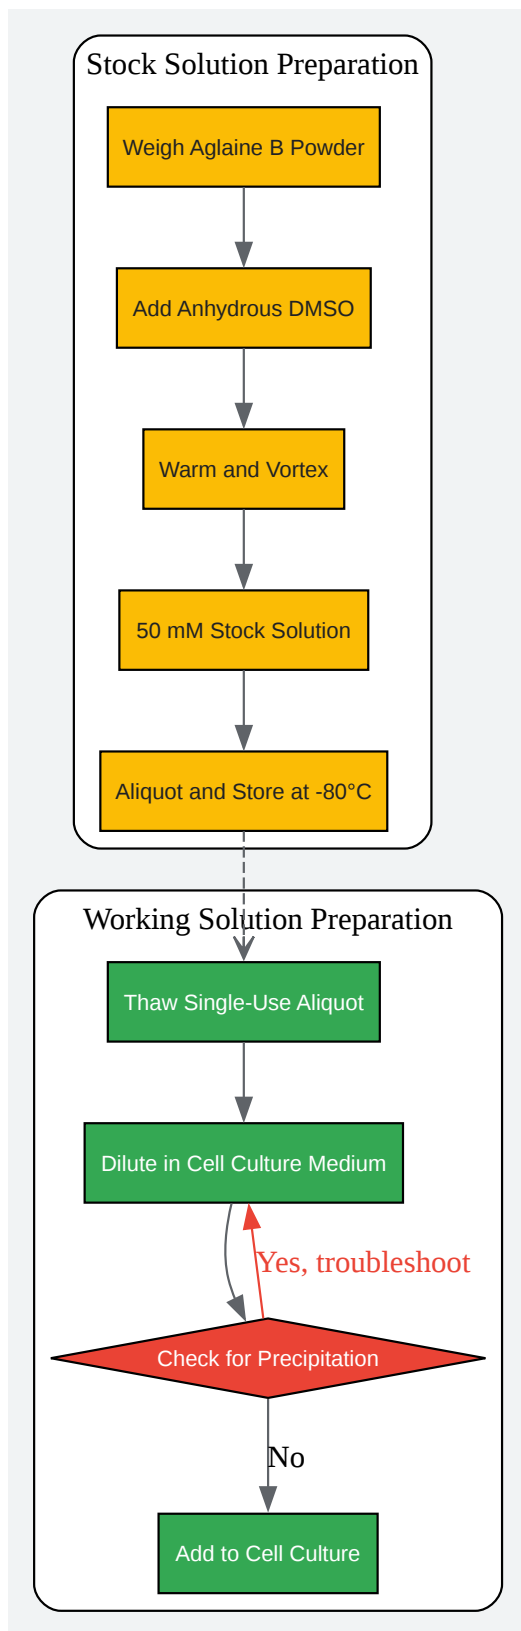 Stock Solution Preparation
Weigh Aglaine B Powder
Add Anhydrous DMSO
Warm and Vortex
50 mM Stock Solution
Aliquot and Store at -80°C
Working Solution Preparation
Thaw Single-Use Aliquot
Dilute in Cell Culture Medium
Yes, troubleshoot
Check for Precipitation
No
Add to Cell Culture